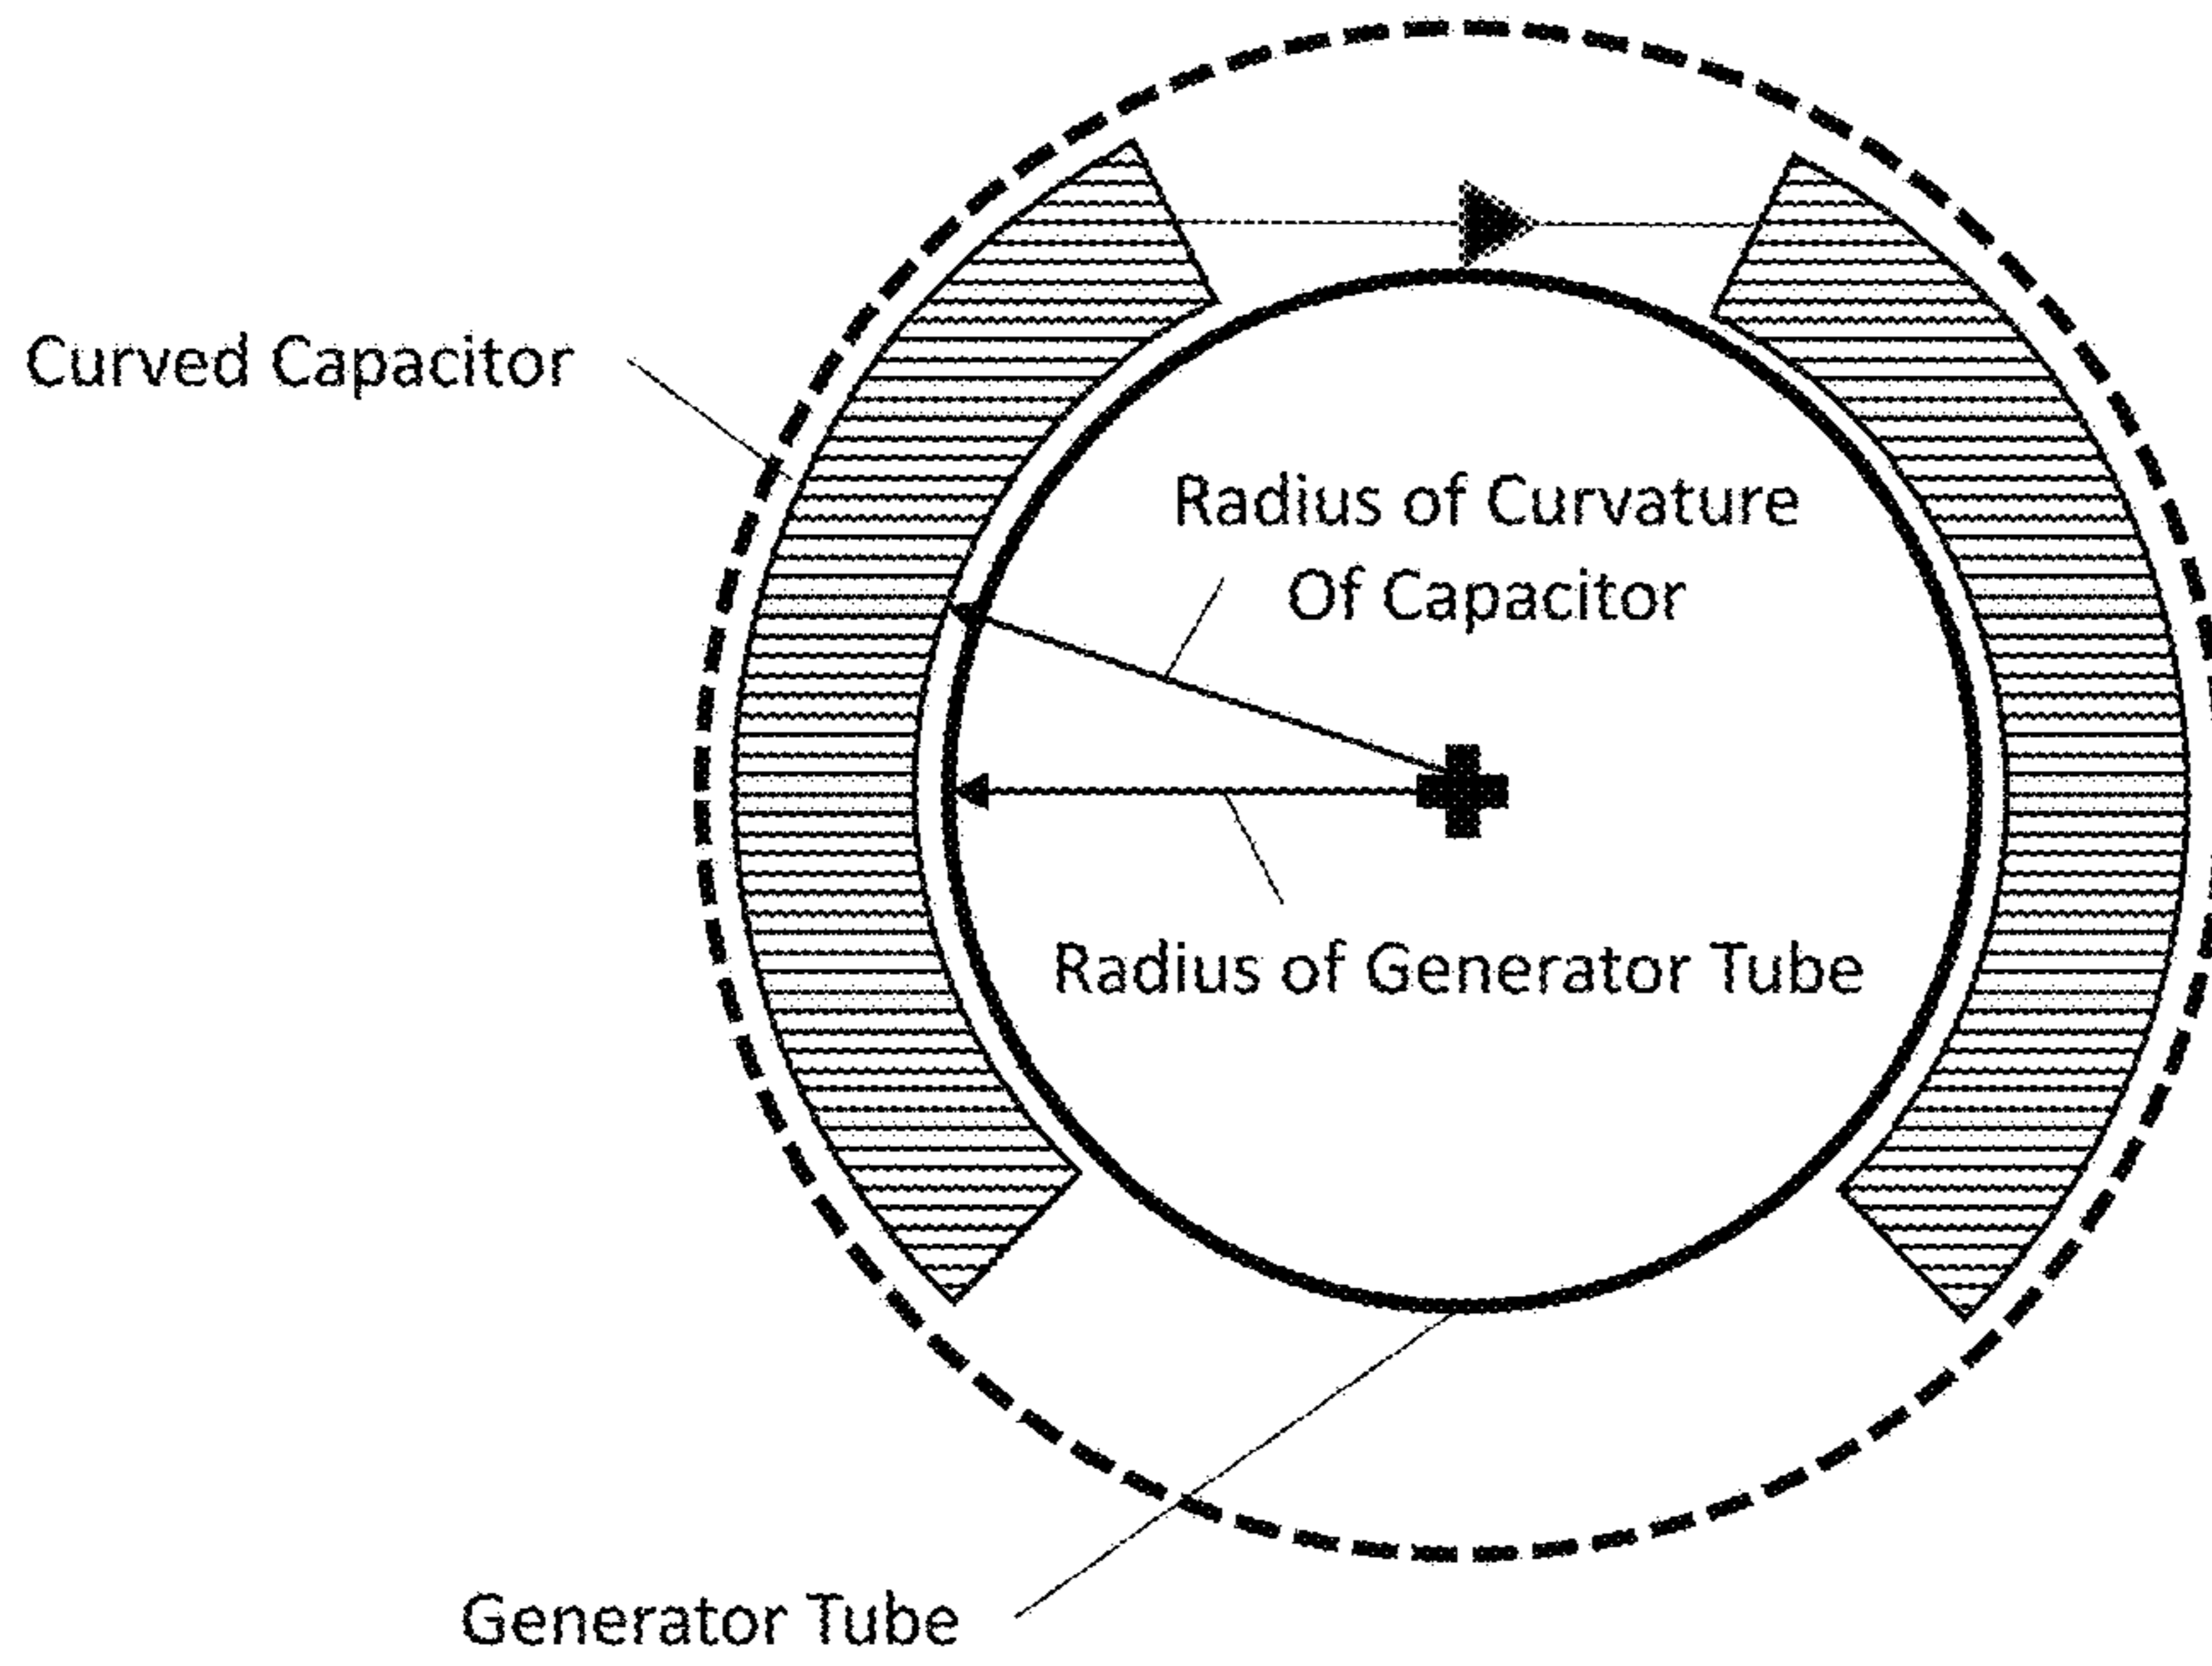 Curved Capacitor
Radius of Curvature
Of Capacitor
Radius of Generator Tube
Generator Tube